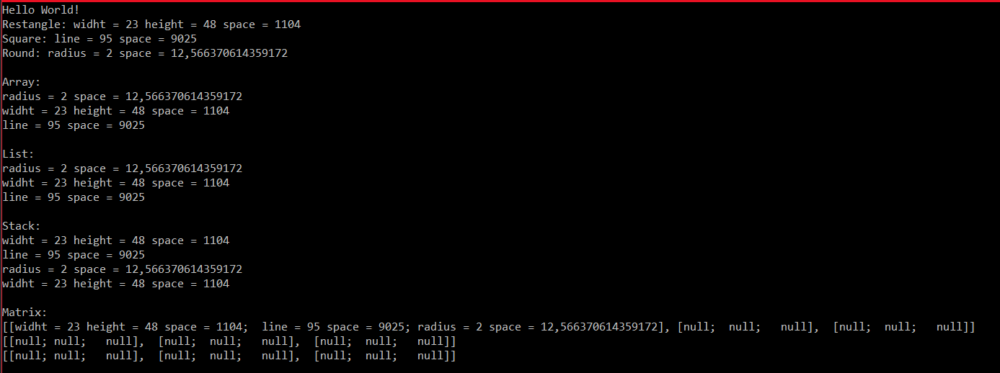 Hello World!
Restangle: widht = 23 height = 48 space = 1104
Square: line = 95 space = 9025
Round: radius = 2 space = 12,566370614359172

Array:
radius = 2 space = 12,566370614359172
widht = 23 height = 48 space = 1104
line = 95 space = 9025

List:
radius = 2 space = 12,566370614359172
widht = 23 height = 48 space = 1104
line = 95 space = 9025

Stack:
widht = 23 height = 48 space = 1104
line = 95 space = 9025
radius = 2 space = 12,566370614359172
widht = 23 height = 48 space = 1104

Matrix:
[[widht = 23 height = 48 space = 1104;  line = 95 space = 9025; radius = 2 space = 12,566370614359172], [null;  null;   null],  [null;  null;   null]]
[[null; null;   null],  [null;  null;   null],  [null;  null;   null]]
[[null; null;   null],  [null;  null;   null],  [null;  null;   null]]